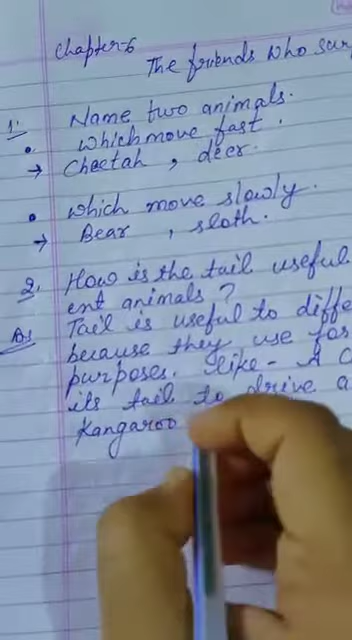 Chapter-6
The friends who
1. Name two animals.
• which move fast.
→ Cheetah, deer.
• which move slowly.
→ Bear, sloth.
2. How is the tail useful
ent animals?
Ans Tail is useful to diffe
because they use for
purposes. like - A
its tail to drive a
Kangaroo